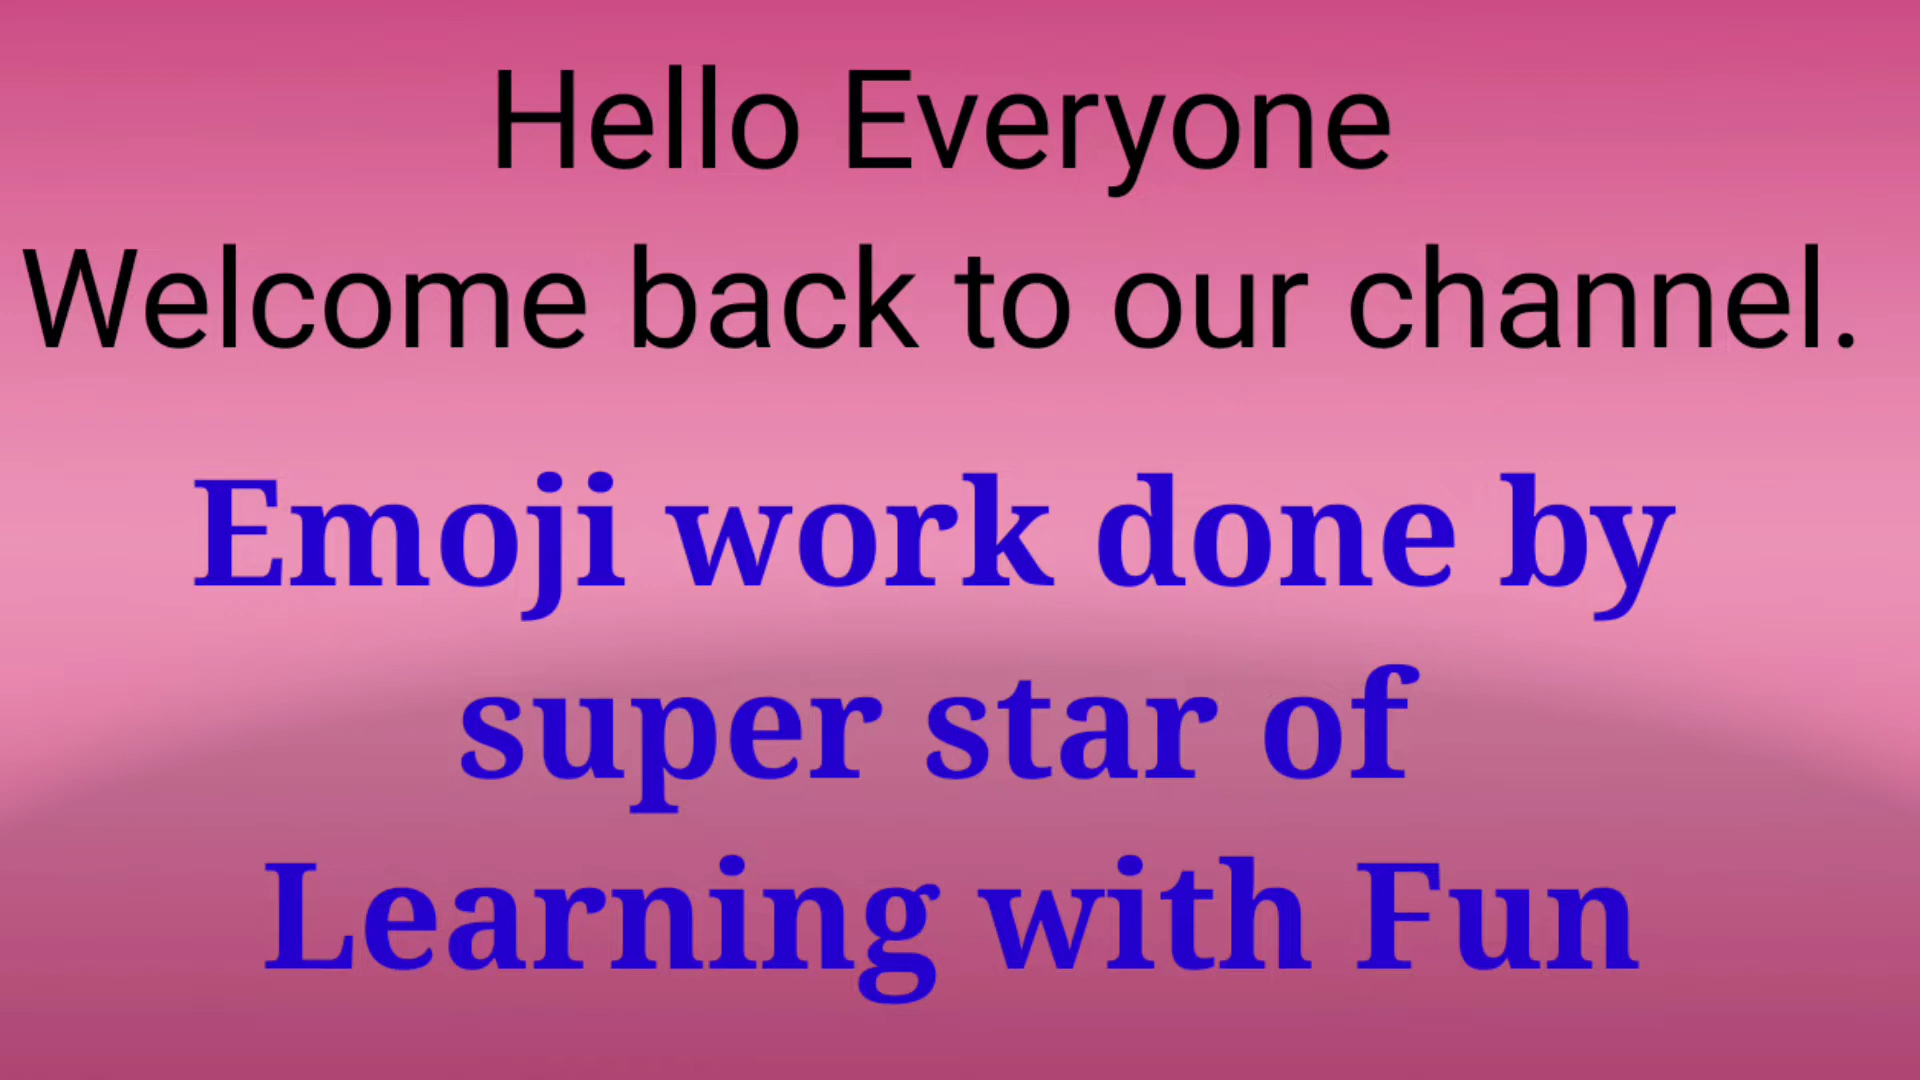 Hello Everyone
Welcome back to our channel.
Emoji work done by
super star of
Learning with Fun